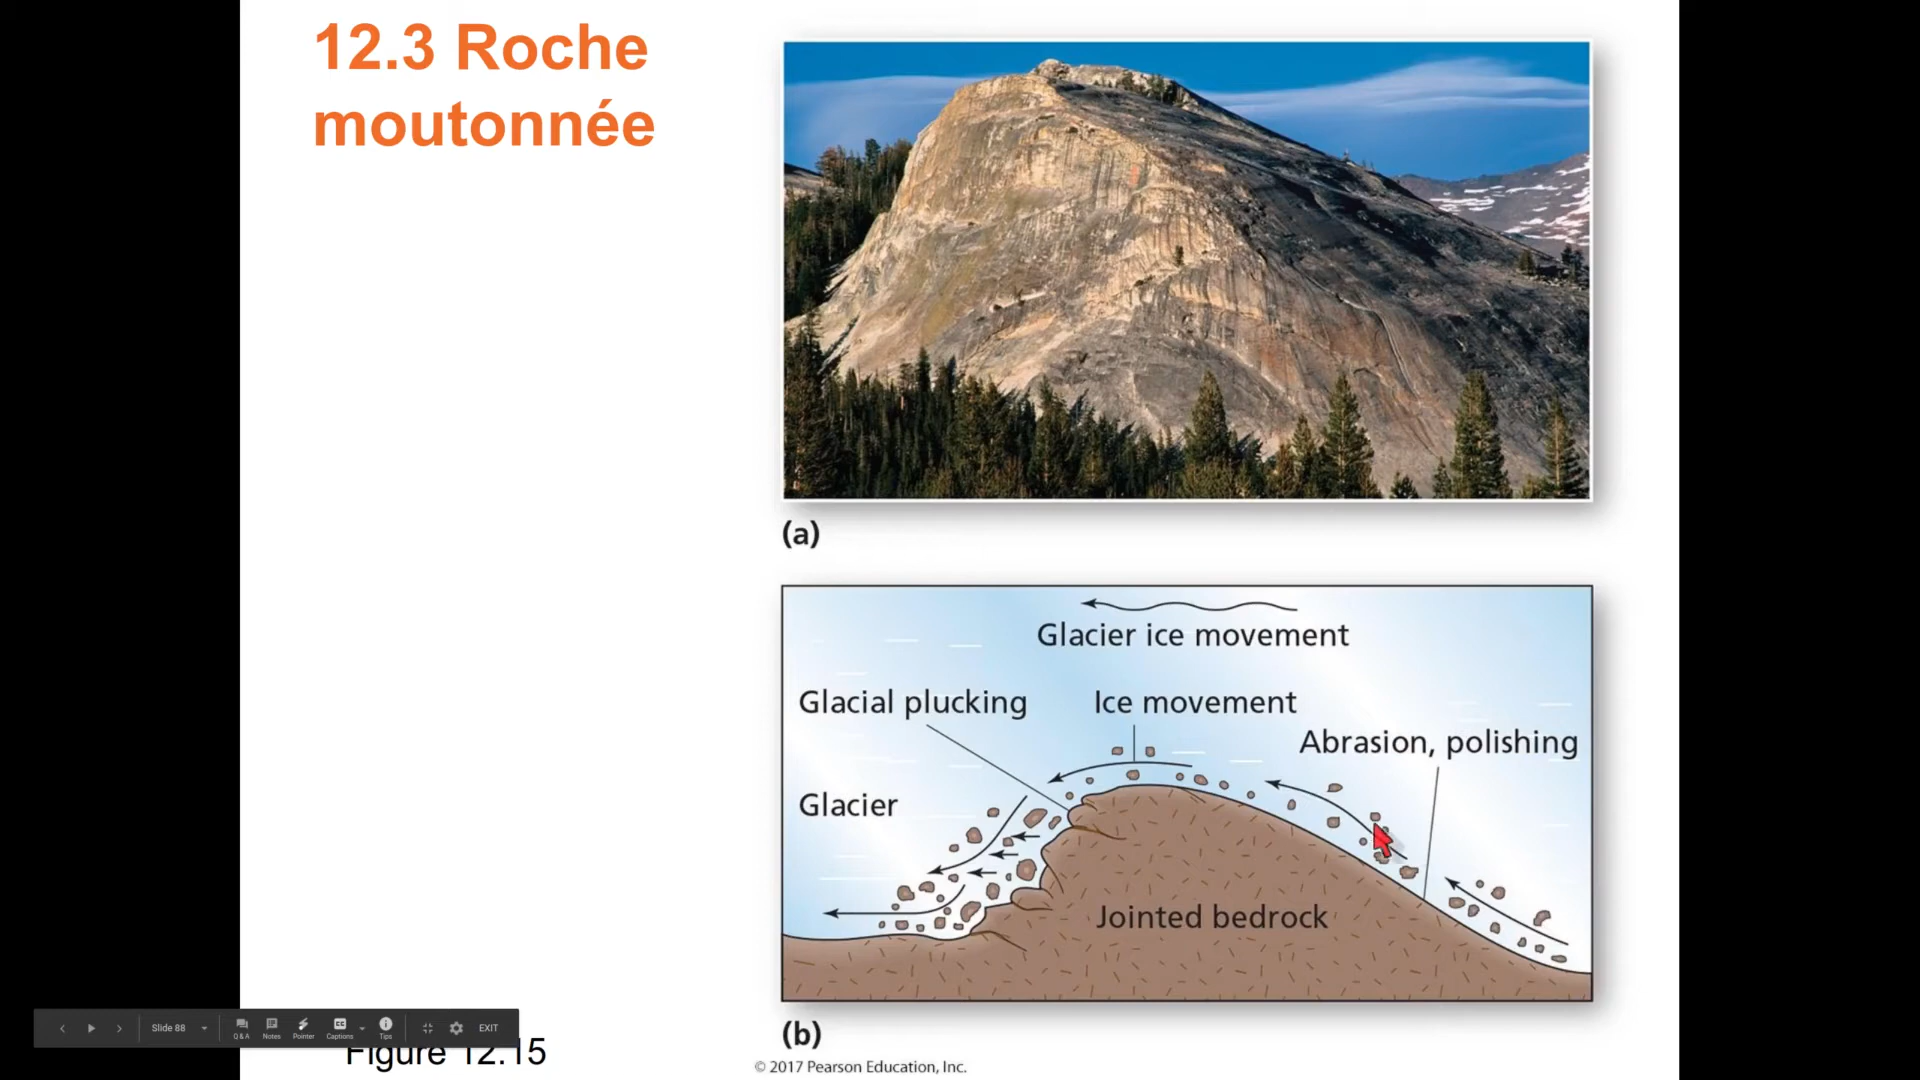 12.3 Roche
moutonnée
(a)
Glacier ice movement
Glacial plucking
Ice movement
Abrasion, polishing
Glacier
Jointed bedrock
(b)
Slide 88
Q & A
Notes
Pointer
Captions
Tips
EXIT
Figure 12.15
© 2017 Pearson Education, Inc.